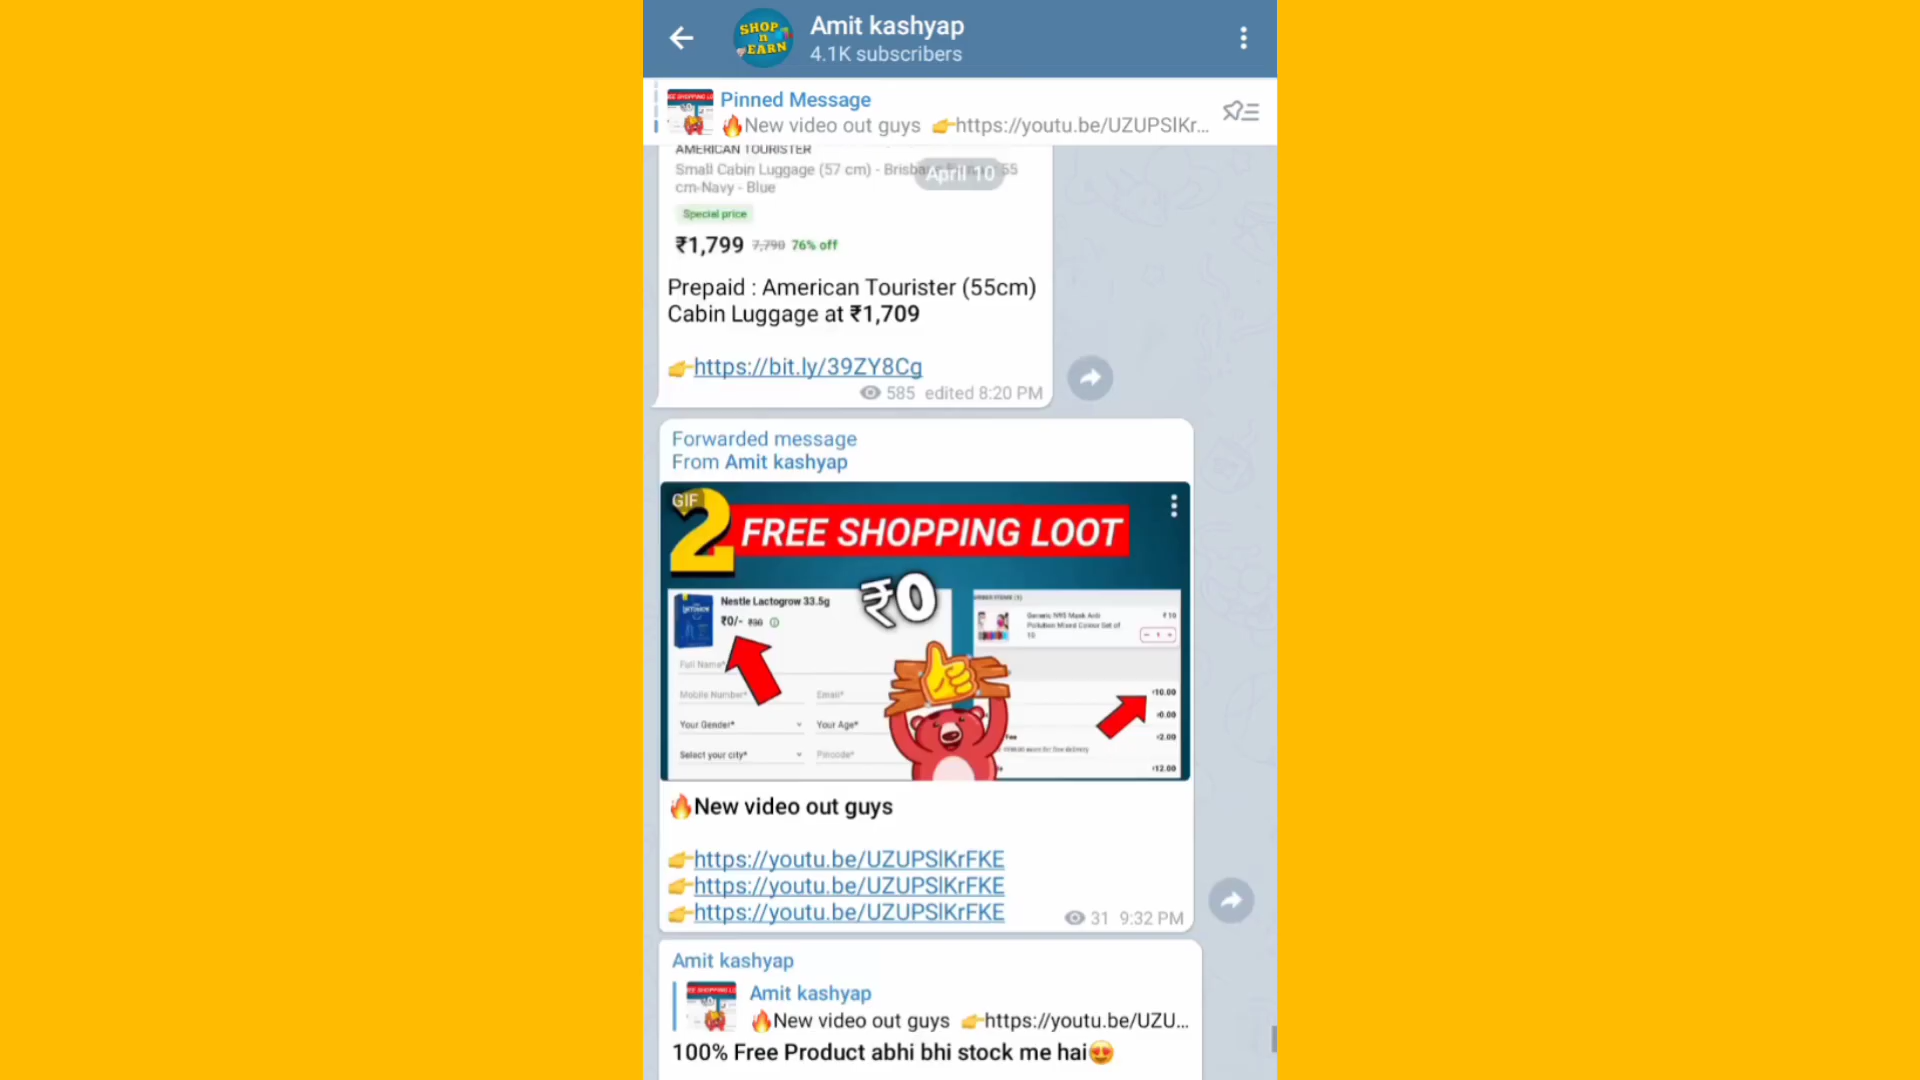 SHOP
n
EARN
Amit kashyap
4.1K subscribers
Pinned Message
🔥New video out guys 👉https://youtu.be/UZUPSlKr...
AMERICAN TOURISTER
Small Cabin Luggage (57 cm) - 55
cm-Navy - Blue
April 10
Special price
₹1,799 7,790 76% off
Prepaid : American Tourister (55cm)
Cabin Luggage at ₹1,709
👉https://bit.ly/39ZY8Cg
585 edited 8:20 PM
Forwarded message
From Amit kashyap
GIF
2 FREE SHOPPING LOOT
₹0
Nestle Lactogrow 33.5g
₹0/-
Full Name*
Mobile Number* Email*
Your Gender* Your Age*
Select your city* Pincode*
Generic N95 Mask Anti ₹10
Pollution Mixed Colour Set of
10
10.00
0.00
2.00
12.00
🔥New video out guys
👉https://youtu.be/UZUPSlKrFKE
👉https://youtu.be/UZUPSlKrFKE
👉https://youtu.be/UZUPSlKrFKE
31 9:32 PM
Amit kashyap
Amit kashyap
🔥New video out guys 👉https://youtu.be/UZU...
100% Free Product abhi bhi stock me hai😍